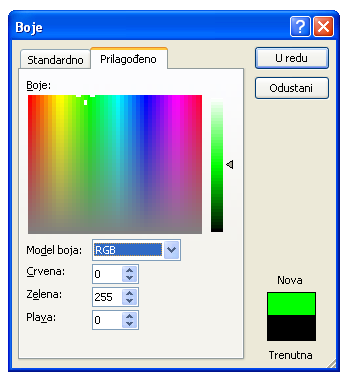 Boje
Standardno
Prilagođeno
U redu
Odustani
Boje:
Model boja: RGB
Crvena: 0
Zelena: 255
Plava: 0
Nova
Trenutna